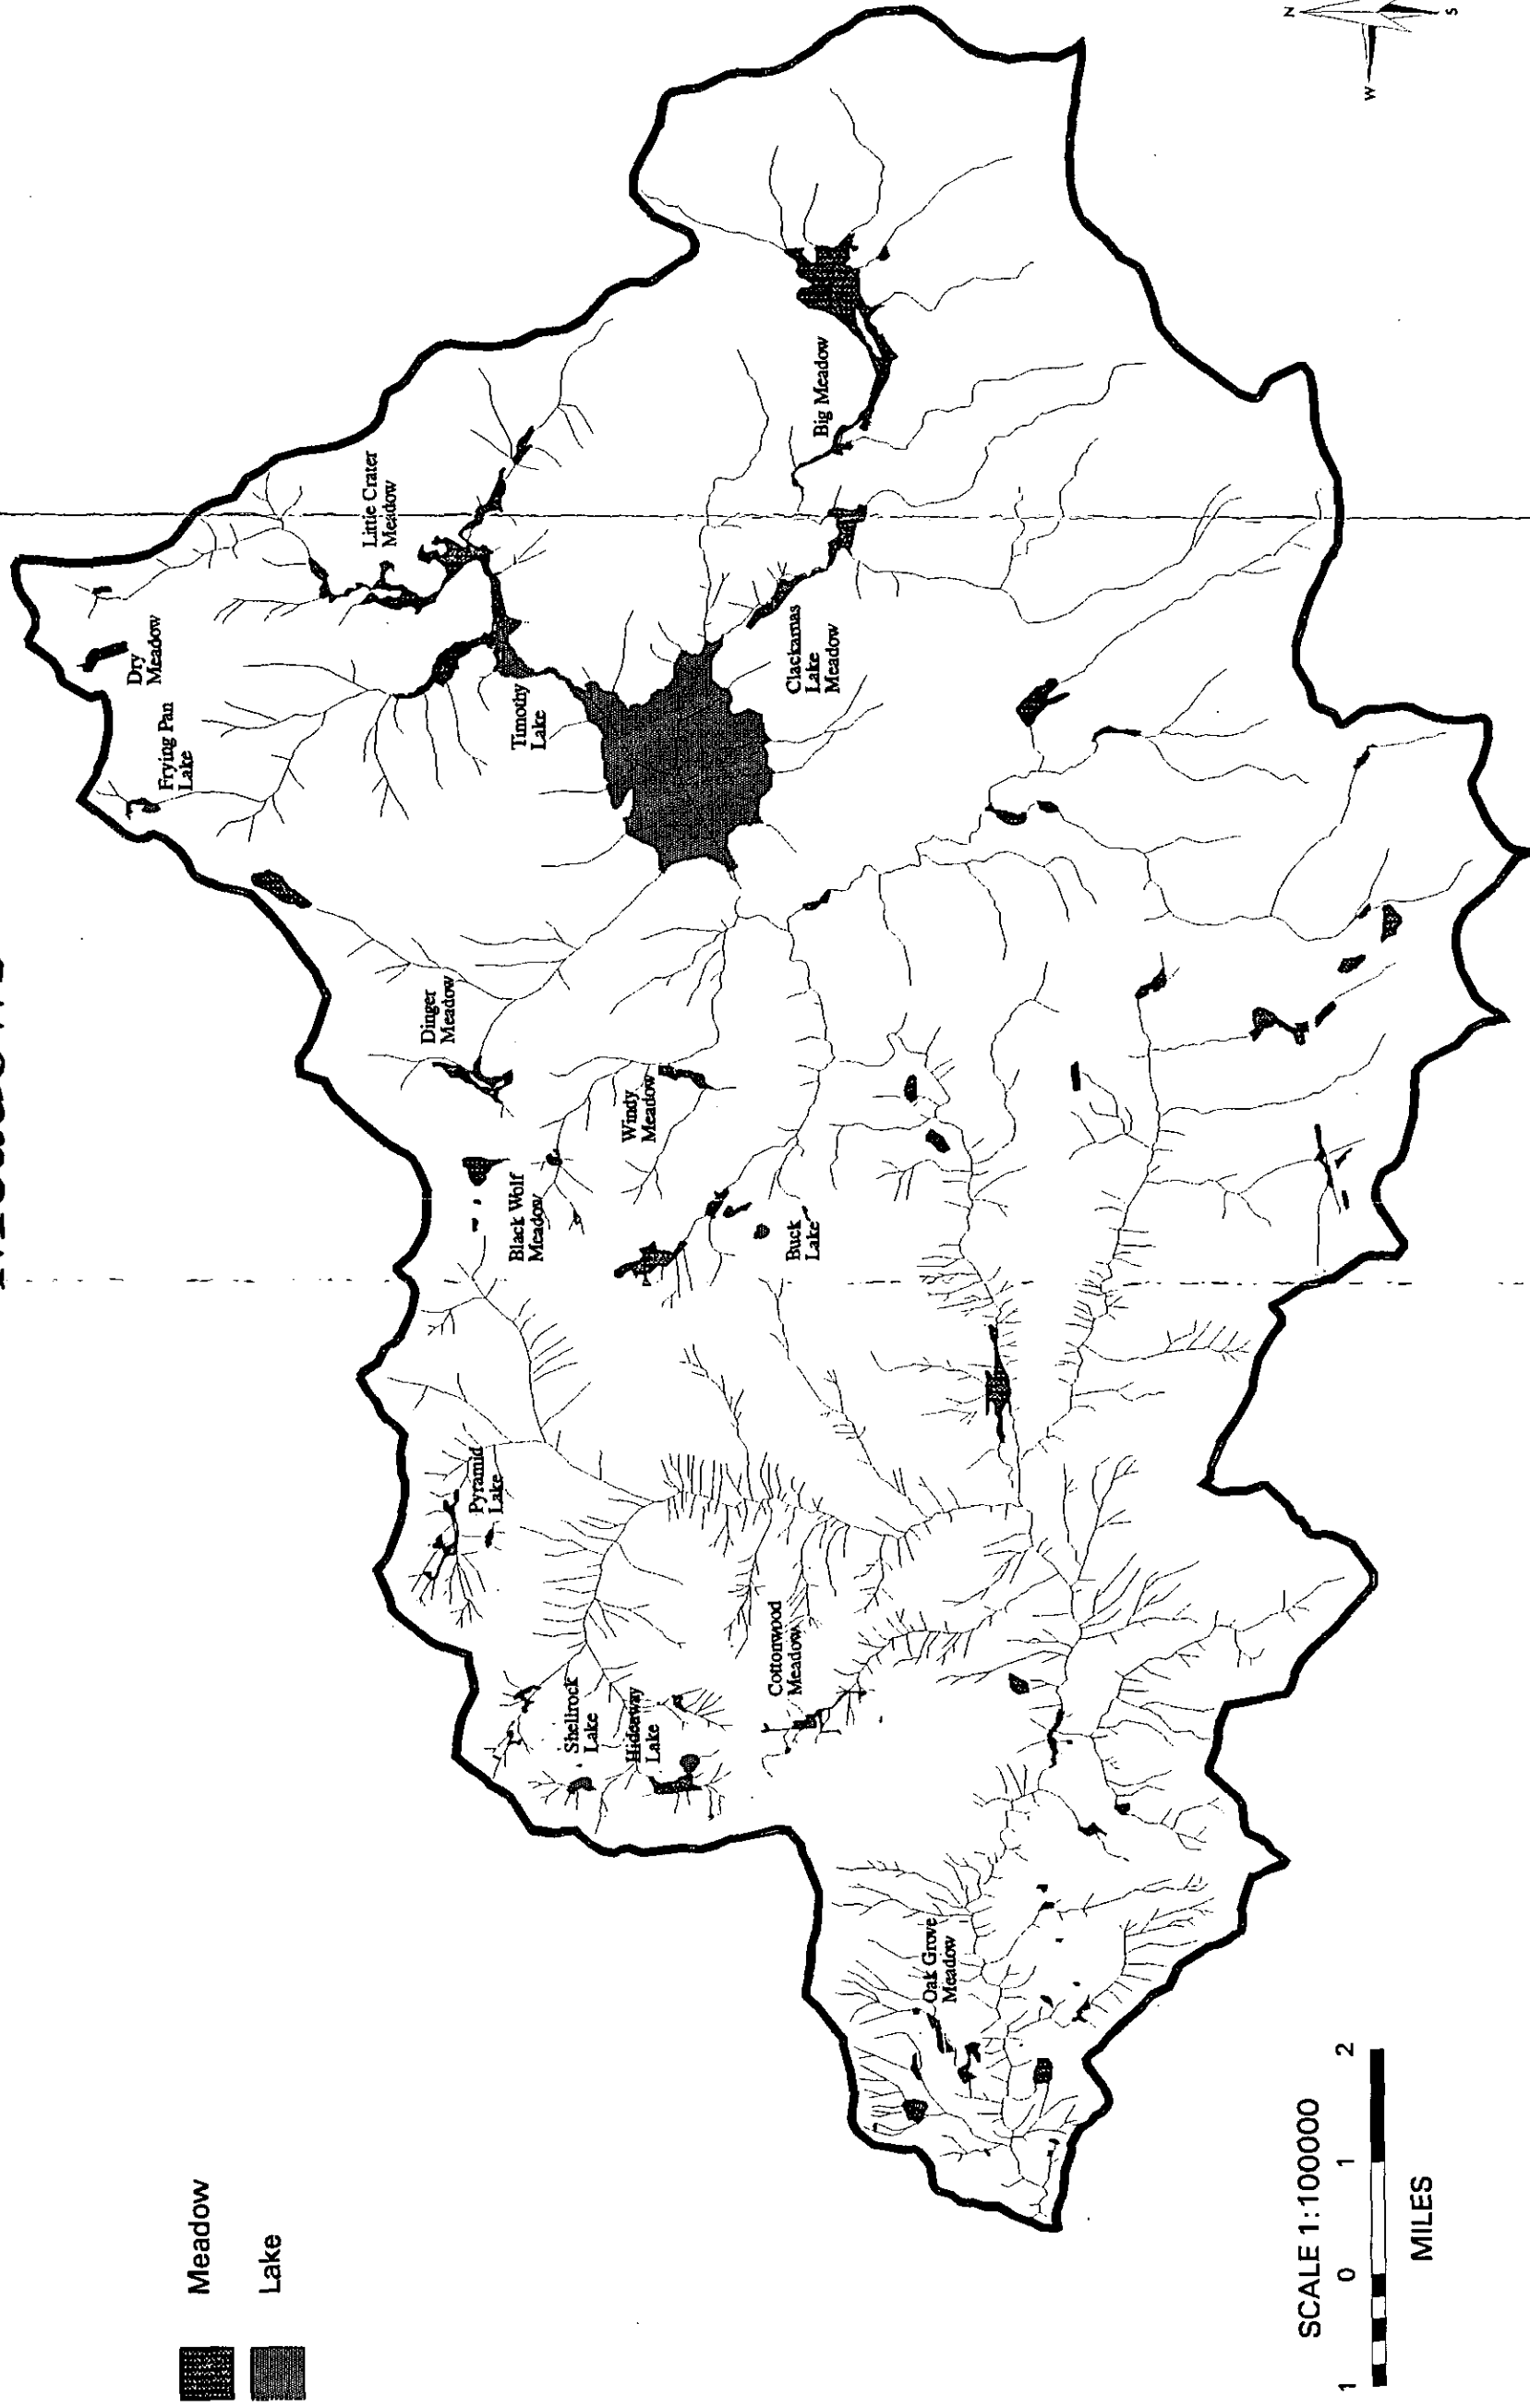 Meadow
Lake
Dry
Meadow
Frying Pan
Lake
Little Crater
Meadow
Timothy
Lake
Big Meadow
Clackamas
Lake
Meadow
Dinger
Meadow
Windy
Meadow
Black Wolf
Meadow
Buck
Lake
Pyramid
Lake
Shellrock
Lake
Hideaway
Lake
Cottonwood
Meadow
Oak Grove
Meadow
SCALE 1:100000
1 0 1 2
MILES
N
S
W